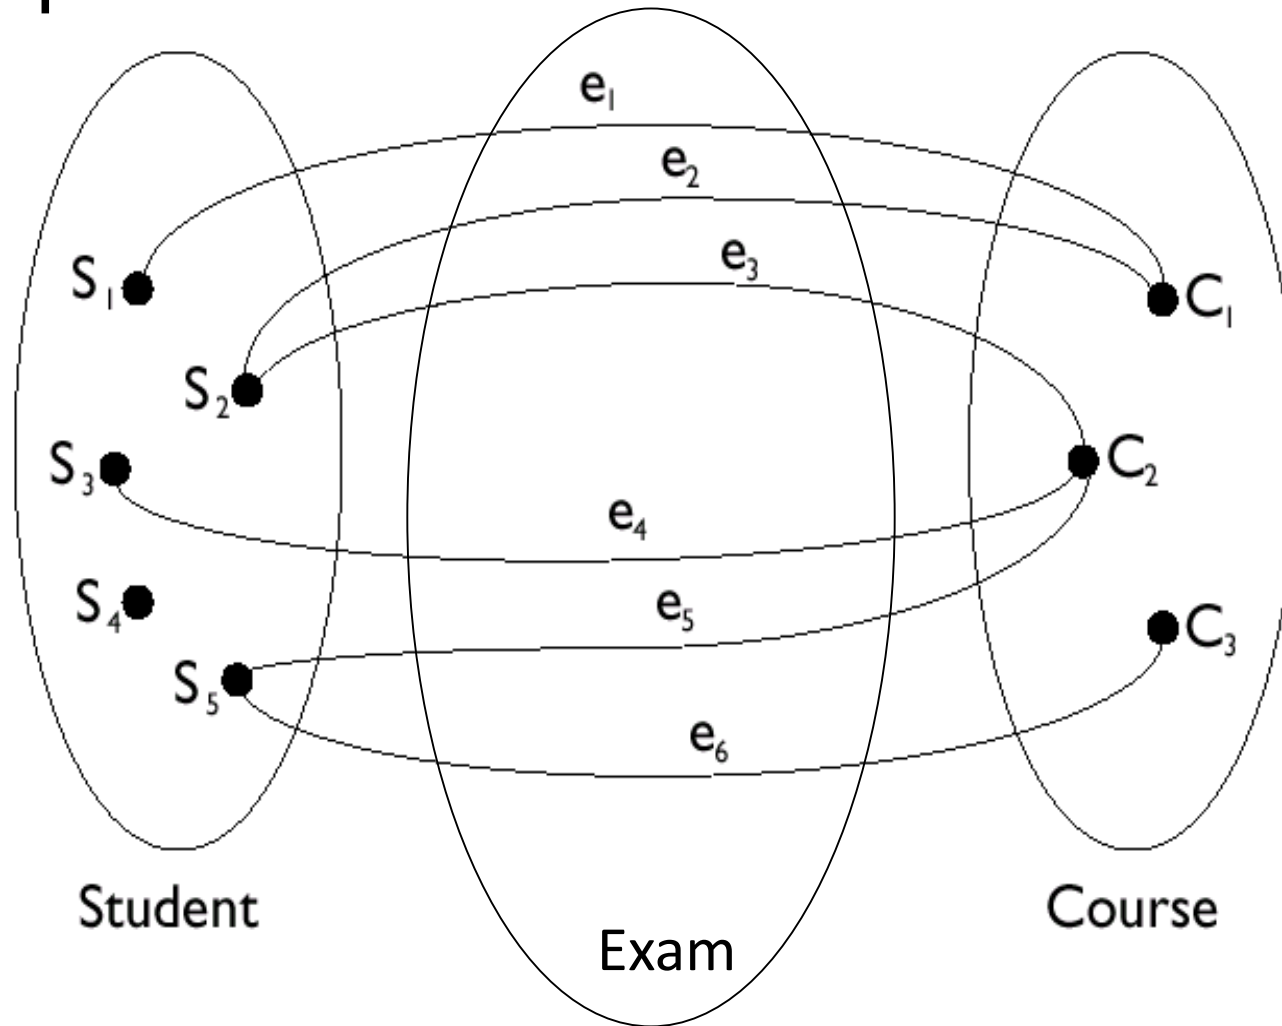 e₁
e₂
e₃
S₁
C₁
S₂
S₃
C₂
e₄
S₄
e₅
C₃
S₅
e₆
Student
Course
Exam